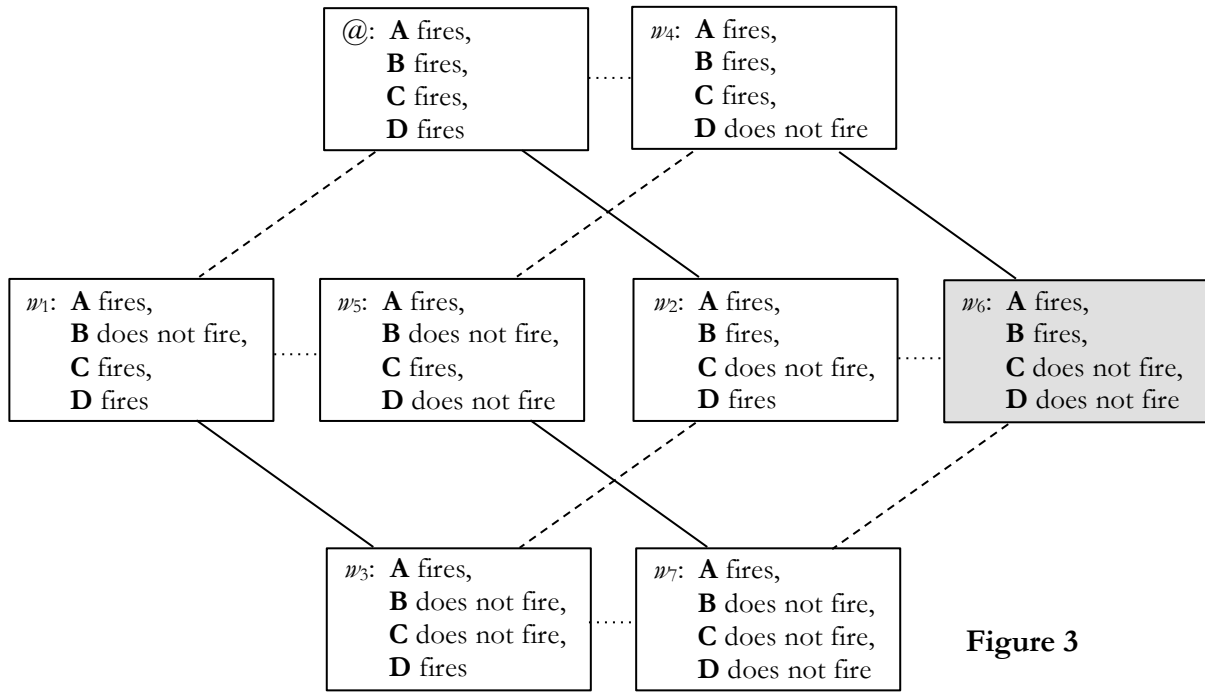 @: A fires,
B fires,
C fires,
D fires
w4: A fires,
B fires,
C fires,
D does not fire
w1: A fires,
B does not fire,
C fires,
D fires
w5: A fires,
B does not fire,
C fires,
D does not fire
w2: A fires,
B fires,
C does not fire,
D fires
w6: A fires,
B fires,
C does not fire,
D does not fire
w3: A fires,
B does not fire,
C does not fire,
D fires
w7: A fires,
B does not fire,
C does not fire,
D does not fire
Figure 3